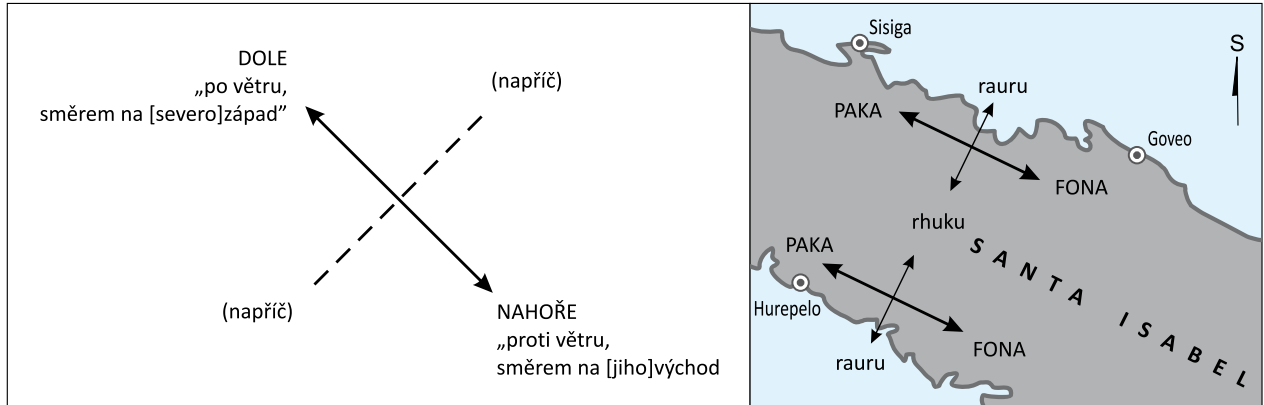 DOLE
„po větru,
směrem na [severo]západ”
(napříč)
(napříč)
NAHOŘE
„proti větru,
směrem na [jiho]východ
Sisiga
S
rauru
PAKA
Goveo
FONA
rhuku
PAKA
SANTA ISABEL
Hurepelo
FONA
rauru